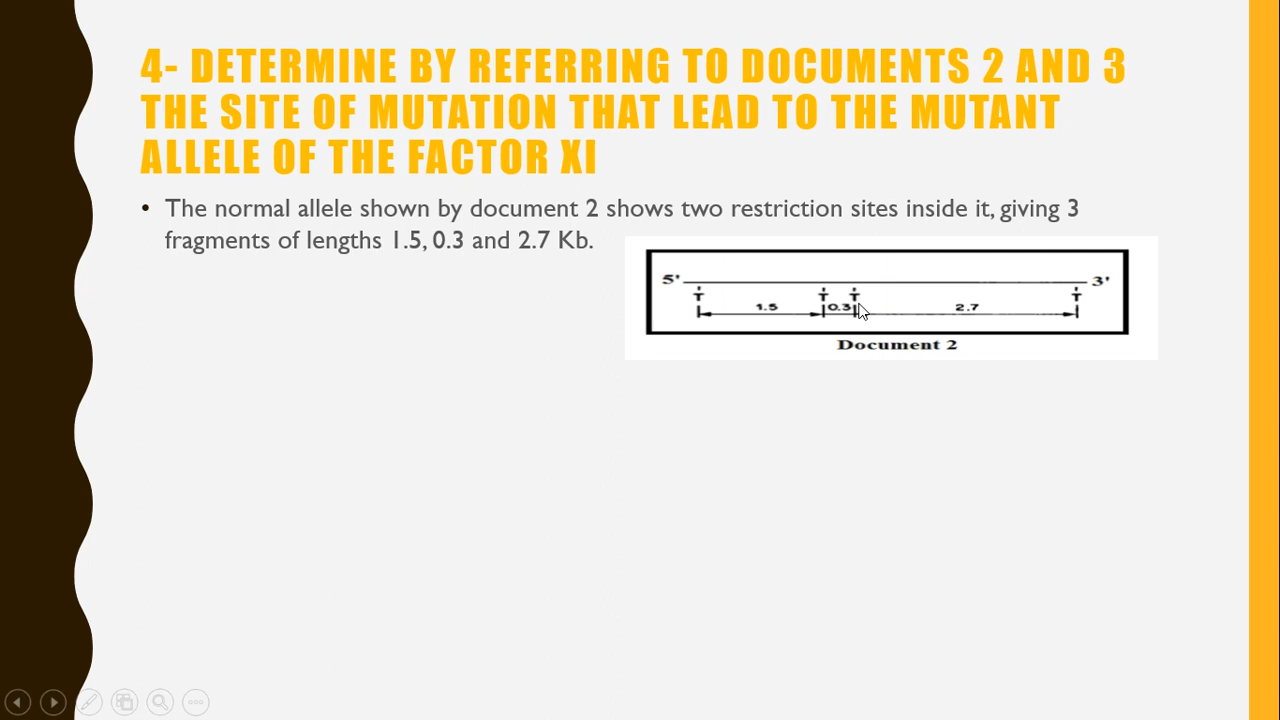 4- DETERMINE BY REFERRING TO DOCUMENTS 2 AND 3
THE SITE OF MUTATION THAT LEAD TO THE MUTANT
ALLELE OF THE FACTOR XI
• The normal allele shown by document 2 shows two restriction sites inside it, giving 3
fragments of lengths 1.5, 0.3 and 2.7 Kb.
5' 3'
T T T T
1.5 0.3 2.7
Document 2